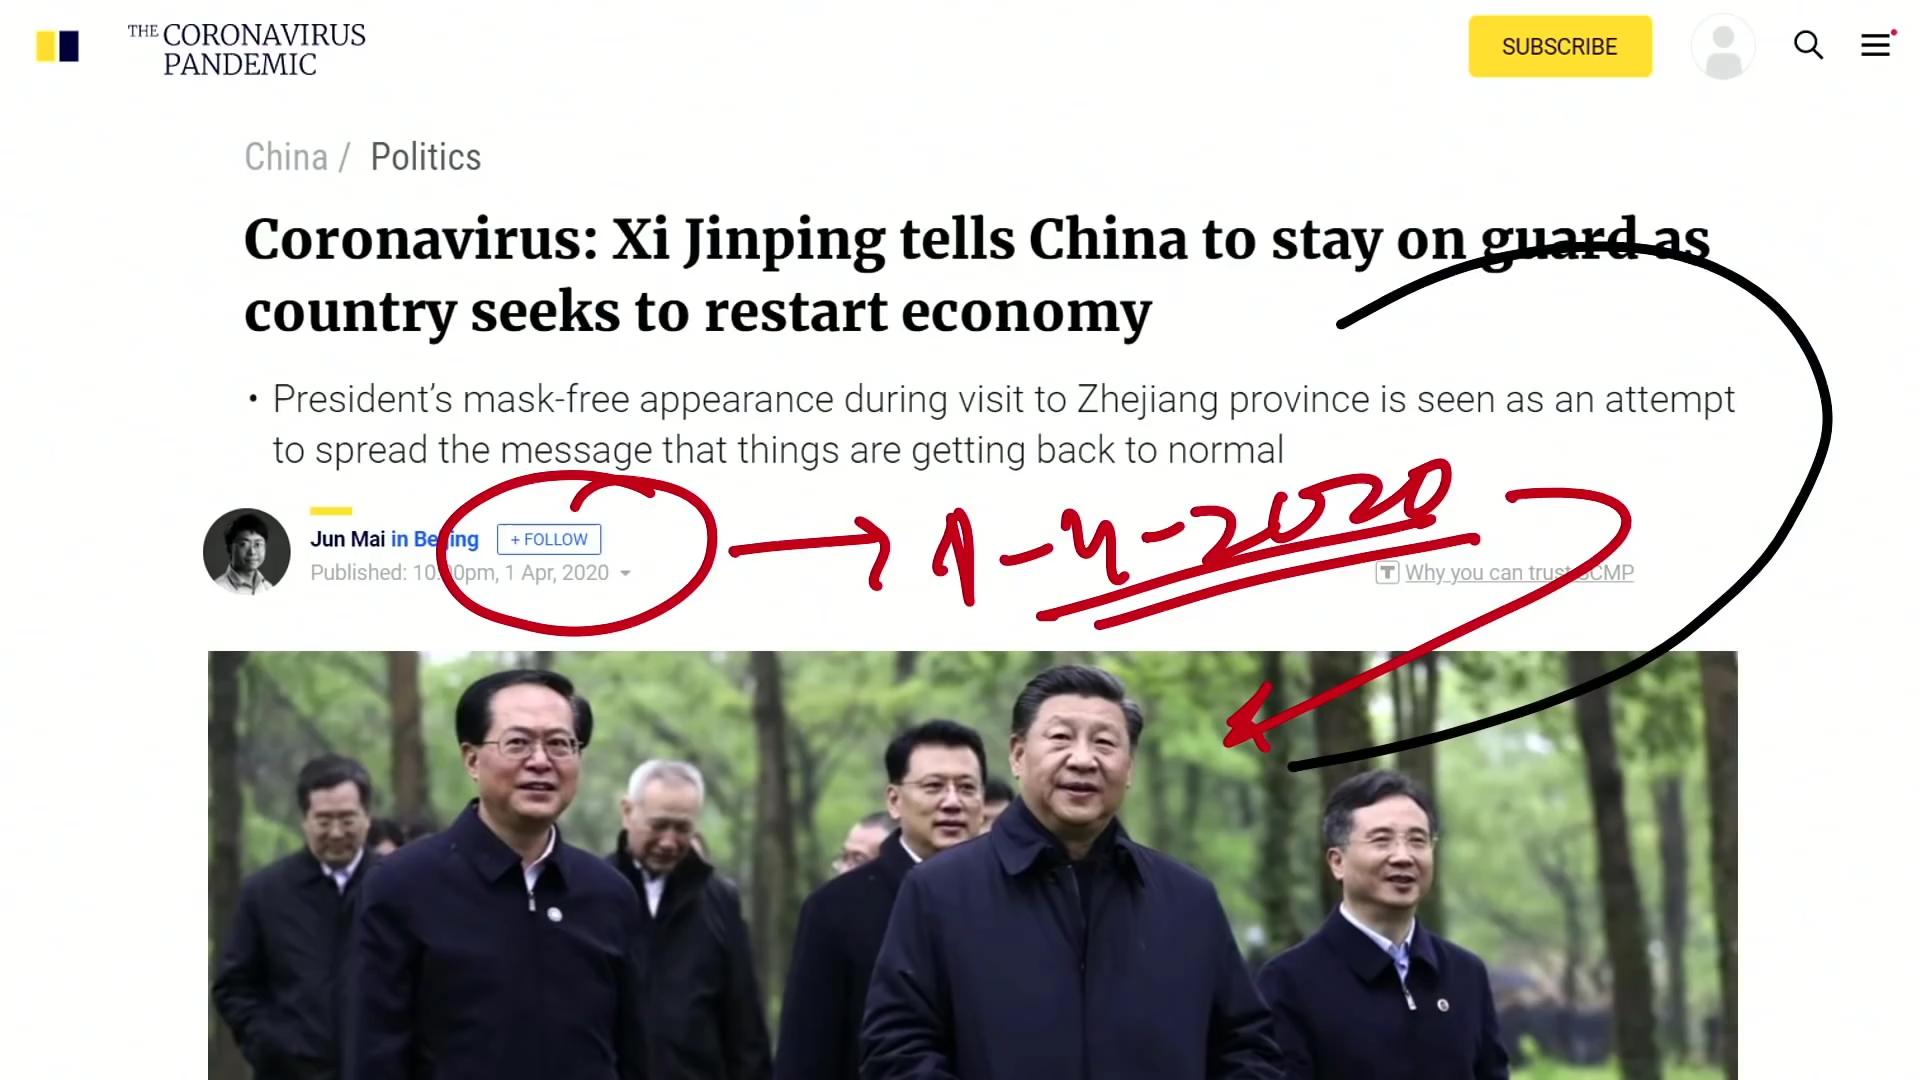 THE CORONAVIRUS
PANDEMIC
SUBSCRIBE
China / Politics
Coronavirus: Xi Jinping tells China to stay on guard as
country seeks to restart economy
• President’s mask-free appearance during visit to Zhejiang province is seen as an attempt
to spread the message that things are getting back to normal
Jun Mai in Beijing
+ FOLLOW
Published: 10:00pm, 1 Apr, 2020
1-4-2020
T Why you can trust SCMP